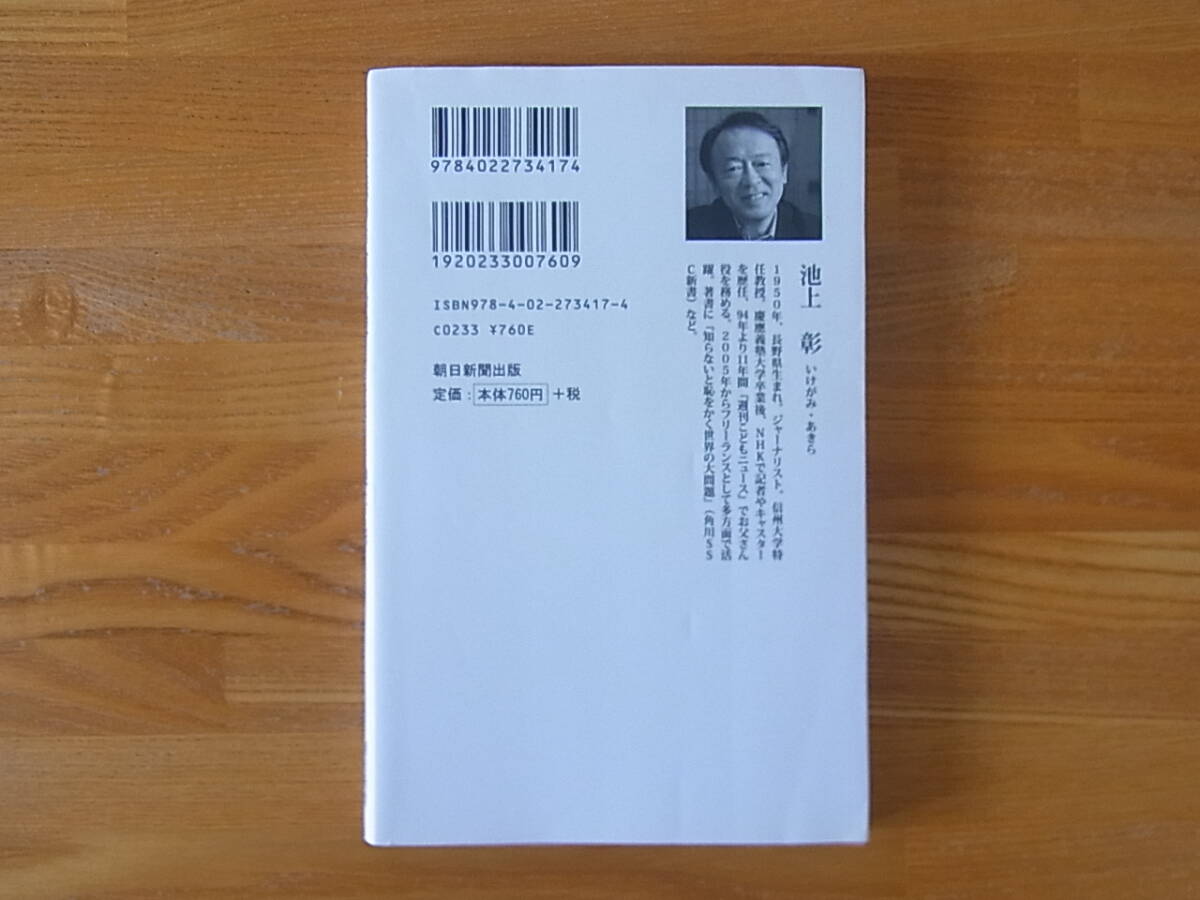 9784022734174
1920233007609
ISBN978-4-02-273417-4
C0233 ¥760E
朝日新聞出版
定価：本体760円＋税
池上 彰 いけがみ・あきら
1950年、長野県生まれ。ジャーナリスト。信州大学特
任教授。慶應義塾大学卒業後、NHKで記者やキャスター
を歴任、94年より11年間『週刊こどもニュース』でお父さん
役を務める。2005年からフリーランスとして多方面で活
躍。著書に『知らないと恥をかく世界の大問題』（角川SS
C新書）など。